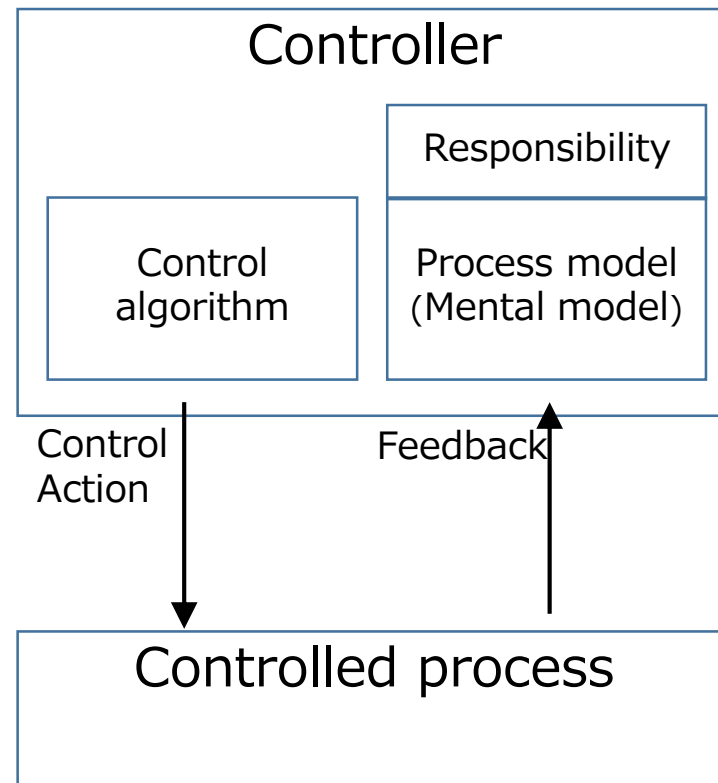 Controller
Responsibility
Control
algorithm
Process model
(Mental model)
Control
Action
Feedback
Controlled process